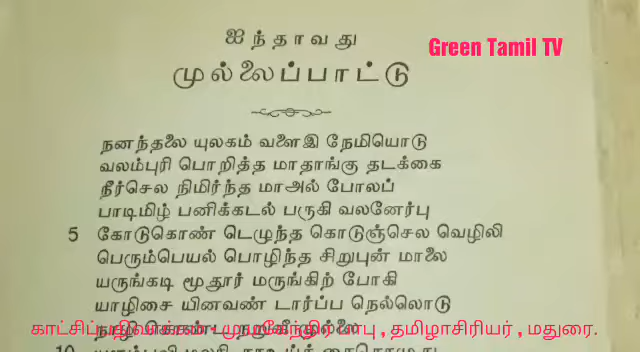 ஐந்தாவது
Green Tamil TV
முல்லைப்பாட்டு
நனந்தலை யுலகம் வளைஇ நேமியொடு
வலம்புரி பொறித்த மாதாங்கு தடக்கை
நீர்செல நிமிர்ந்த மாஅல் போலப்
பாடிமிழ் பனிக்கடல் பருகி வலனேர்பு
5 கோடுகொண் டெழுந்த கொடுஞ்செல வெழிலி
பெரும்பெயல் பொழிந்த சிறுபுன் மாலை
யருங்கடி மூதூர் மருங்கிற் போகி
யாழிசை யினவண் டார்ப்ப நெல்லொடு
தமிழாசிரியர் , மதுரை.
10